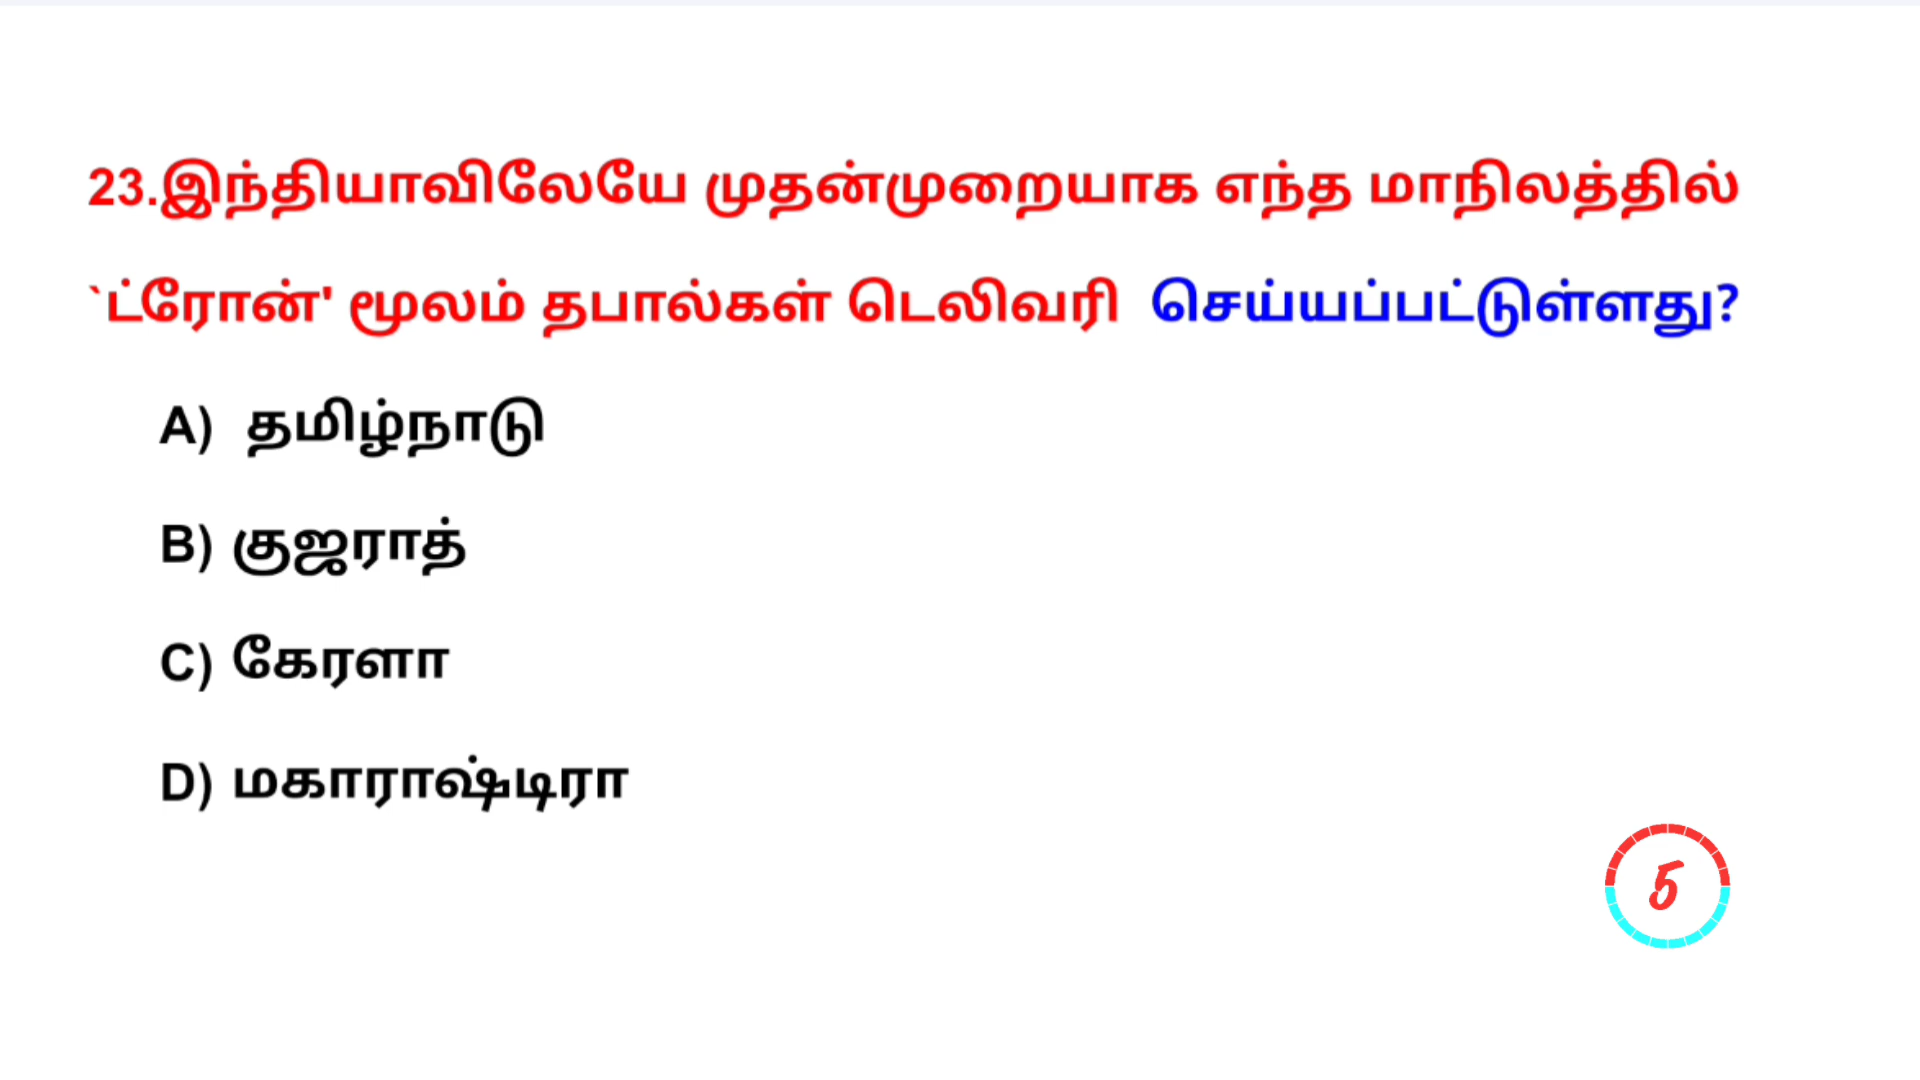 23.இந்தியாவிலேயே முதன்முறையாக எந்த மாநிலத்தில்
`ட்ரோன்' மூலம் தபால்கள் டெலிவரி செய்யப்பட்டுள்ளது?
A) தமிழ்நாடு
B) குஜராத்
C) கேரளா
D) மகாராஷ்டிரா
5